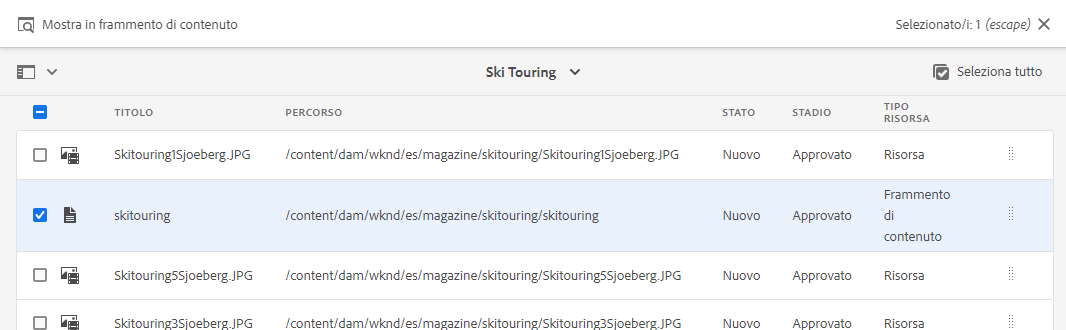 Mostra in frammento di contenuto Selezionato/i: 1 (escape)
Ski Touring Seleziona tutto
TITOLO PERCORSO STATO STADIO TIPO RISORSA
Skitouring1Sjoeberg.JPG /content/dam/wknd/es/magazine/skitouring/Skitouring1Sjoeberg.JPG Nuovo Approvato Risorsa
skitouring /content/dam/wknd/es/magazine/skitouring/skitouring Nuovo Approvato Frammento di contenuto
Skitouring5Sjoeberg.JPG /content/dam/wknd/es/magazine/skitouring/Skitouring5Sjoeberg.JPG Nuovo Approvato Risorsa
Skitouring3Sjoeberg.JPG /content/dam/wknd/es/magazine/skitouring/Skitouring3Sjoeberg.JPG Nuovo Approvato Risorsa